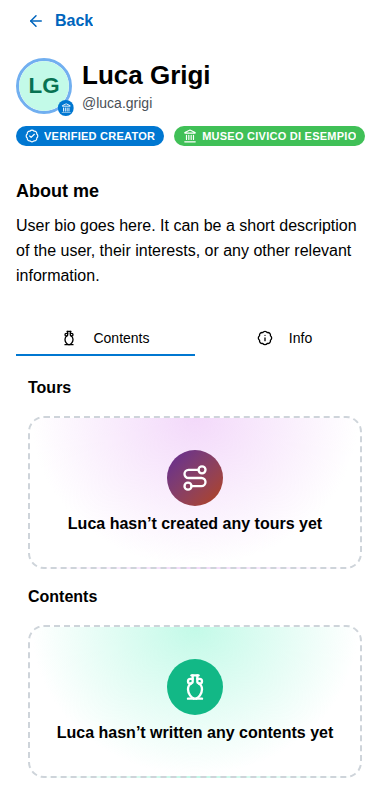 Back
LG
Luca Grigi
@luca.grigi
VERIFIED CREATOR
MUSEO CIVICO DI ESEMPIO
About me
User bio goes here. It can be a short description
of the user, their interests, or any other relevant
information.
Contents
Info
Tours
Luca hasn’t created any tours yet
Contents
Luca hasn’t written any contents yet